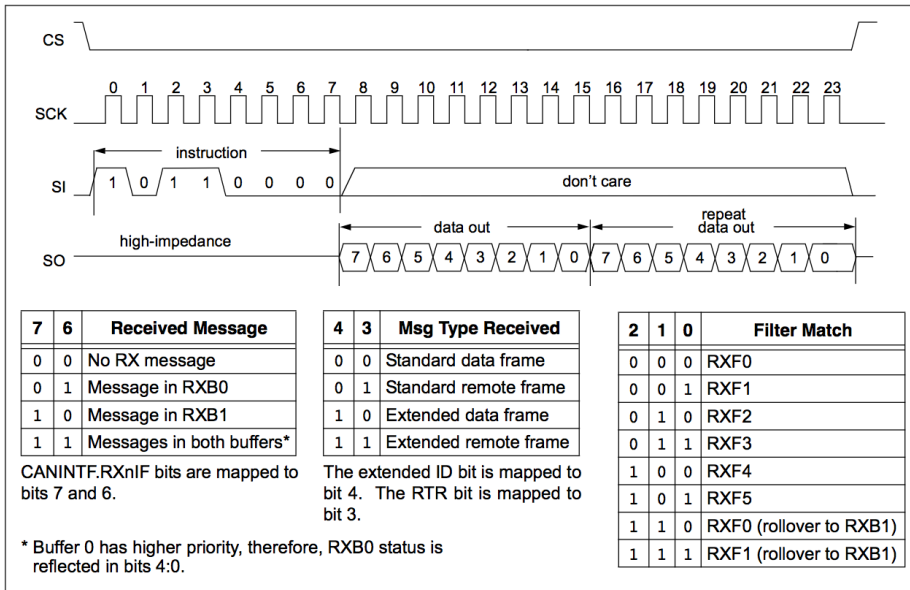 CS
0 1 2 3 4 5 6 7 8 9 10 11 12 13 14 15 16 17 18 19 20 21 22 23
SCK
instruction
SI 1 0 1 1 0 0 0 0 don't care
repeat
data out data out
high-impedance
SO 7 6 5 4 3 2 1 0 7 6 5 4 3 2 1 0
7 6 Received Message
0 0 No RX message
0 1 Message in RXB0
1 0 Message in RXB1
1 1 Messages in both buffers*
CANINTF.RXnIF bits are mapped to
bits 7 and 6.
4 3 Msg Type Received
0 0 Standard data frame
0 1 Standard remote frame
1 0 Extended data frame
1 1 Extended remote frame
The extended ID bit is mapped to
bit 4. The RTR bit is mapped to
bit 3.
2 1 0 Filter Match
0 0 0 RXF0
0 0 1 RXF1
0 1 0 RXF2
0 1 1 RXF3
1 0 0 RXF4
1 0 1 RXF5
1 1 0 RXF0 (rollover to RXB1)
1 1 1 RXF1 (rollover to RXB1)
* Buffer 0 has higher priority, therefore, RXB0 status is
reflected in bits 4:0.